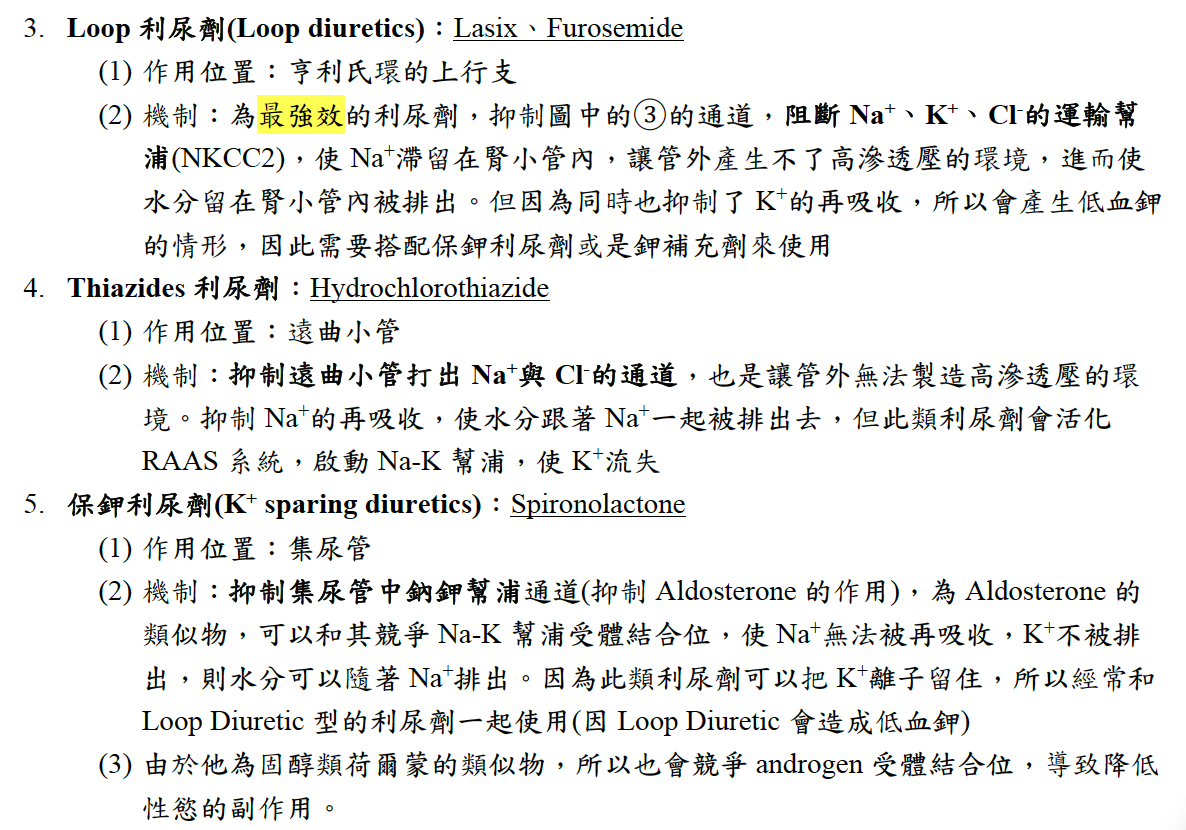 3. Loop 利尿劑(Loop diuretics)：Lasix、Furosemide
(1) 作用位置：亨利氏環的上行支
(2) 機制：為最強效的利尿劑，抑制圖中的③的通道，阻斷 Na⁺、K⁺、Cl⁻的運輸幫
浦(NKCC2)，使 Na⁺滯留在腎小管內，讓管外產生不了高滲透壓的環境，進而使
水分留在腎小管內被排出。但因為同時也抑制了 K⁺的再吸收，所以會產生低血鉀
的情形，因此需要搭配保鉀利尿劑或是鉀補充劑來使用
4. Thiazides 利尿劑：Hydrochlorothiazide
(1) 作用位置：遠曲小管
(2) 機制：抑制遠曲小管打出 Na⁺與 Cl⁻的通道，也是讓管外無法製造高滲透壓的環
境。抑制 Na⁺的再吸收，使水分跟著 Na⁺一起被排出去，但此類利尿劑會活化
RAAS 系統，啟動 Na-K 幫浦，使 K⁺流失
5. 保鉀利尿劑(K⁺ sparing diuretics)：Spironolactone
(1) 作用位置：集尿管
(2) 機制：抑制集尿管中鈉鉀幫浦通道(抑制 Aldosterone 的作用)，為 Aldosterone 的
類似物，可以和其競爭 Na-K 幫浦受體結合位，使 Na⁺無法被再吸收，K⁺不被排
出，則水分可以隨著 Na⁺排出。因為此類利尿劑可以把 K⁺離子留住，所以經常和
Loop Diuretic 型的利尿劑一起使用(因 Loop Diuretic 會造成低血鉀)
(3) 由於他為固醇類荷爾蒙的類似物，所以也會競爭 androgen 受體結合位，導致降低
性慾的副作用。